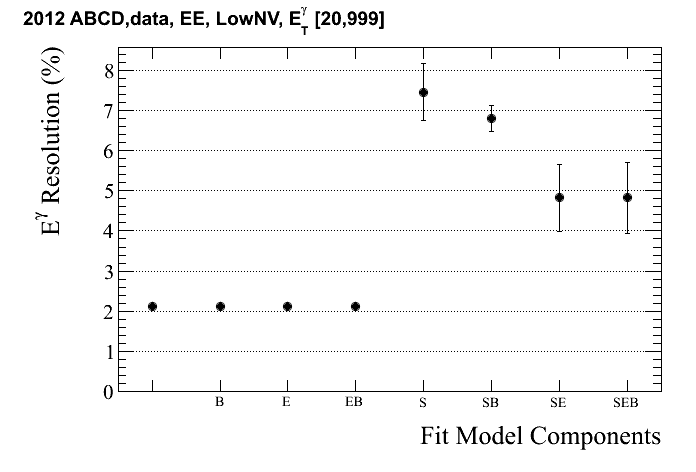 2012 ABCD,data, EE, LowNV, E_T^γ [20,999]
E^γ Resolution (%)
8
7
6
5
4
3
2
1
0
B E EB S SB SE SEB
Fit Model Components